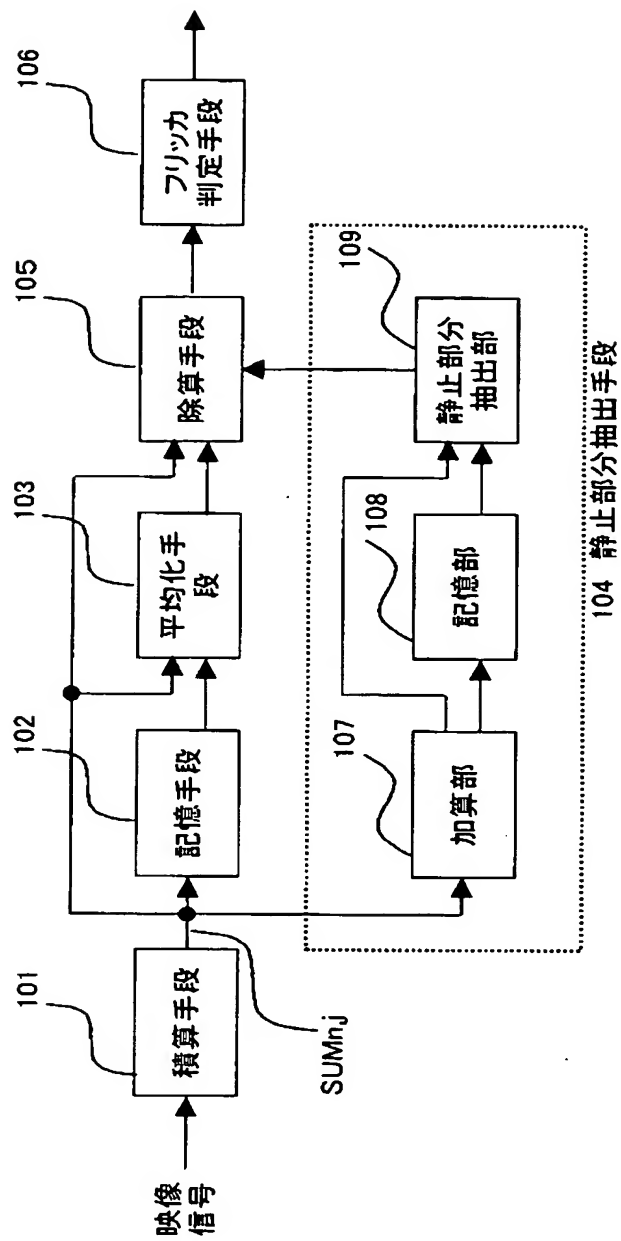 映像
信号
101
積算手段
SUMn,j
102
記憶手段
103
平均化手
段
105
除算手段
106
フリッカ
判定手段
107
加算部
108
記憶部
109
静止部分
抽出部
104 静止部分抽出手段